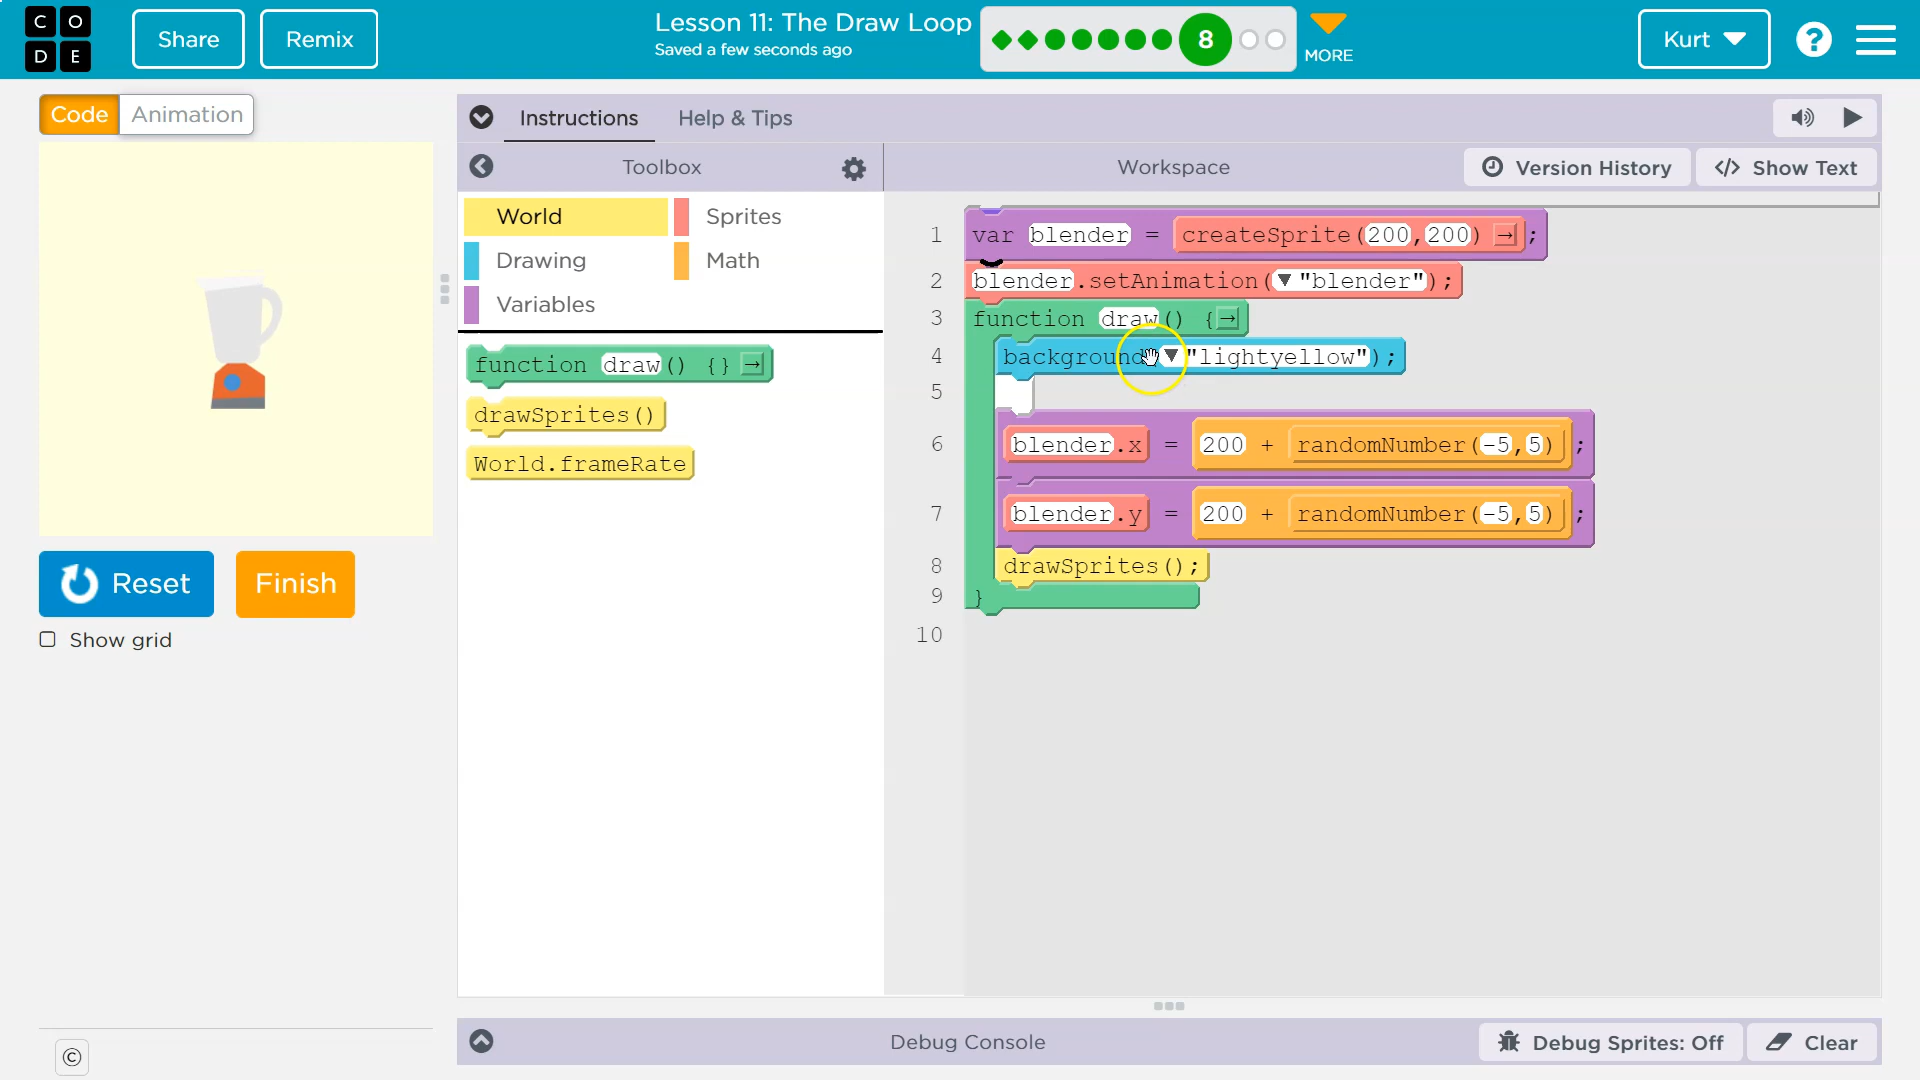 C O D E
Share
Remix
Lesson 11: The Draw Loop
Saved a few seconds ago
8
MORE
Kurt
?
Code
Animation
Instructions
Help & Tips
Toolbox
Workspace
Version History
</> Show Text
World
Sprites
Drawing
Math
Variables
function draw() {} →
drawSprites()
World.frameRate
1 var blender = createSprite(200,200) → ;
2 blender.setAnimation( ▼ "blender");
3 function draw() { →
4 background ▼ "lightyellow");
5
6 blender.x = 200 + randomNumber(-5,5) ;
7 blender.y = 200 + randomNumber(-5,5) ;
8 drawSprites();
9 }
10
Reset
Finish
Show grid
©
Debug Console
Debug Sprites: Off
Clear